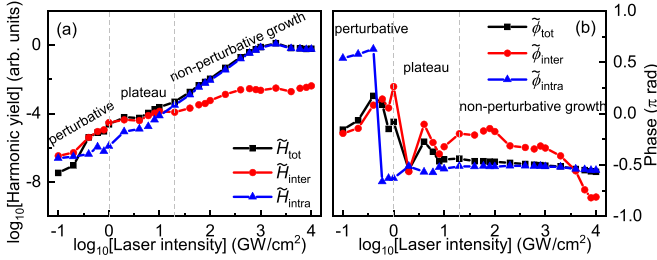 (a)
non-perturbative growth
plateau
perturbative
H̃tot
H̃inter
H̃intra
log10[Harmonic yield] (arb. units)
0
-4
-8
-1 0 1 2 3 4
log10[Laser intensity] (GW/cm2)
(b)
perturbative
plateau
non-perturbative growth
ϕ̃tot
ϕ̃inter
ϕ̃intra
1.0
0.5
0.0
-0.5
-1.0
Phase (π rad)
-1 0 1 2 3 4
log10[Laser intensity] (GW/cm2)